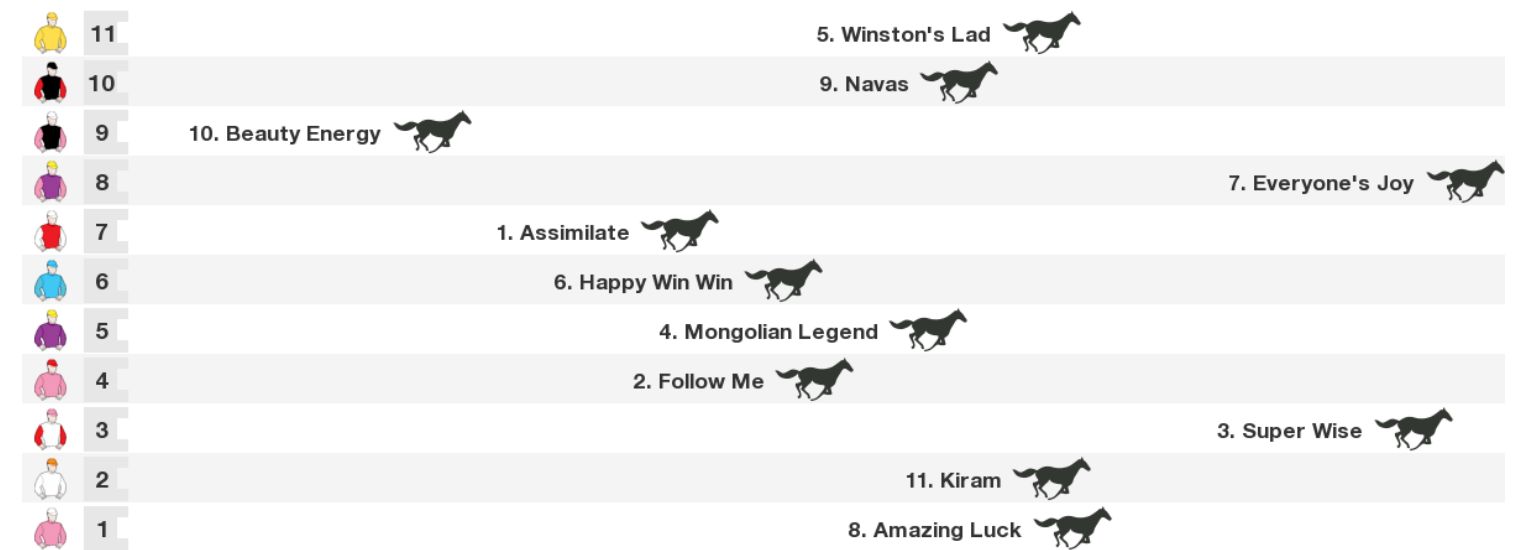 11 5. Winston's Lad
10 9. Navas
9 10. Beauty Energy
8 7. Everyone's Joy
7 1. Assimilate
6 6. Happy Win Win
5 4. Mongolian Legend
4 2. Follow Me
3 3. Super Wise
2 11. Kiram
1 8. Amazing Luck